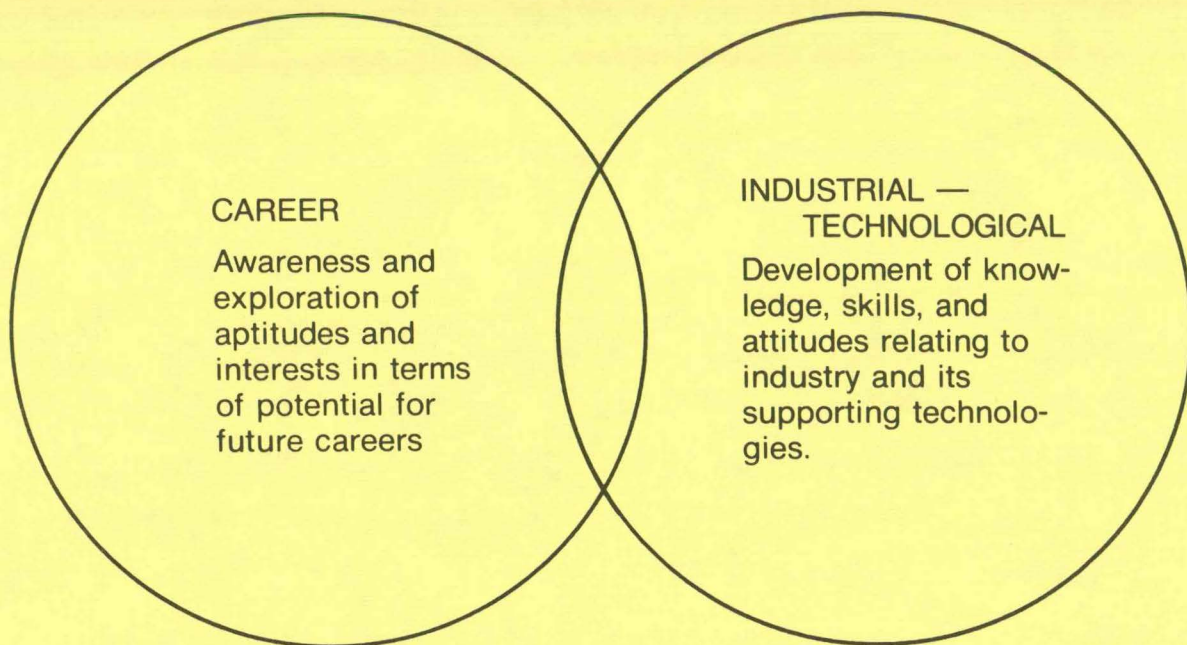 CAREER
Awareness and
exploration of
aptitudes and
interests in terms
of potential for
future careers
INDUSTRIAL —
TECHNOLOGICAL
Development of know-
ledge, skills, and
attitudes relating to
industry and its
supporting technolo-
gies.